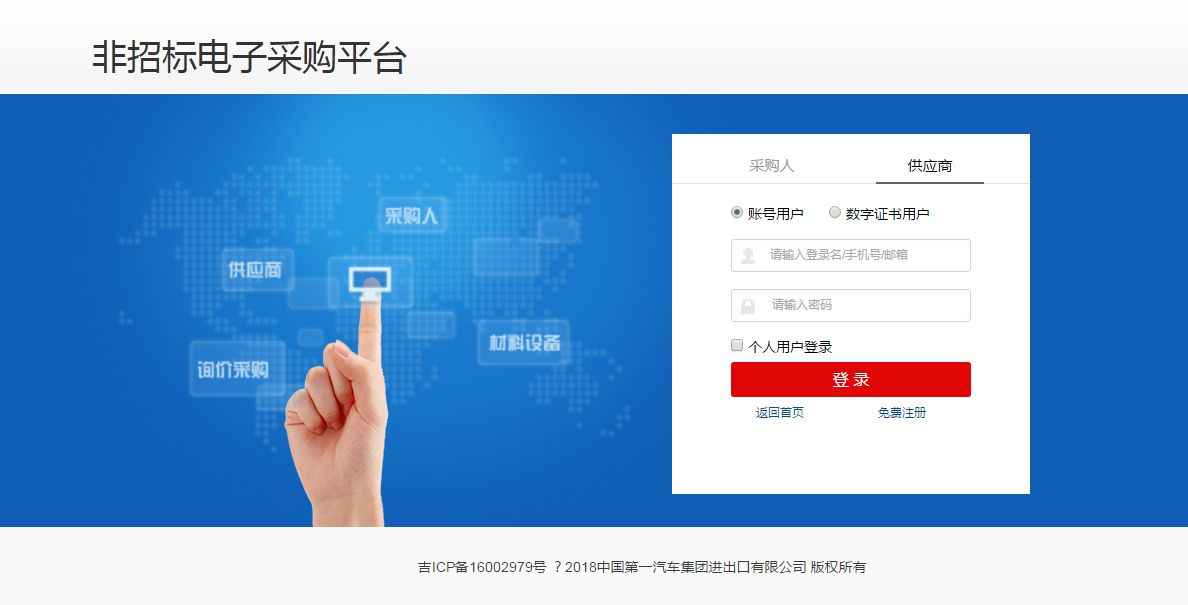 非招标电子采购平台
采购人
供应商
采购人
账号用户
数字证书用户
供应商
请输入登录名/手机号/邮箱
请输入密码
材料设备
个人用户登录
询价采购
登 录
返回首页
免费注册
吉ICP备16002979号 ？2018中国第一汽车集团进出口有限公司 版权所有